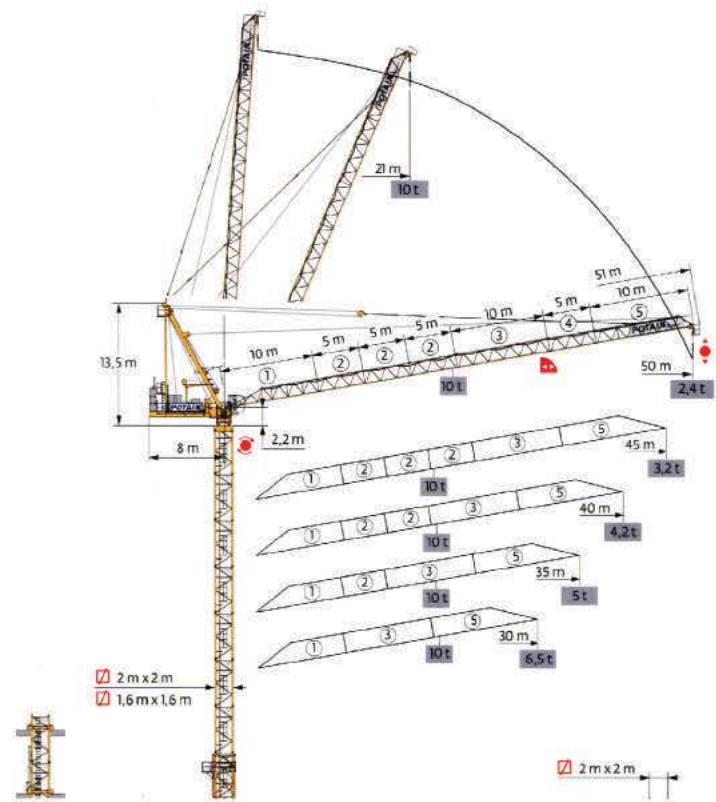 POTAIN
POTAIN
21 m
10 t
51 m
10 m
5 m
10 m
5 m
5 m
5 m
10 m
⑤
④
③
②
②
②
①
POTAIN
13,5 m
10 t
50 m
2,4 t
POTAIN
2,2 m
8 m
① ② ② ② ③ ⑤
45 m
10 t
3,2 t
① ② ② ③ ⑤
40 m
10 t
4,2 t
① ② ③ ⑤
35 m
10 t
5 t
① ③ ⑤
30 m
10 t
6,5 t
2 m x 2 m
1,6 m x 1,6 m
2 m x 2 m